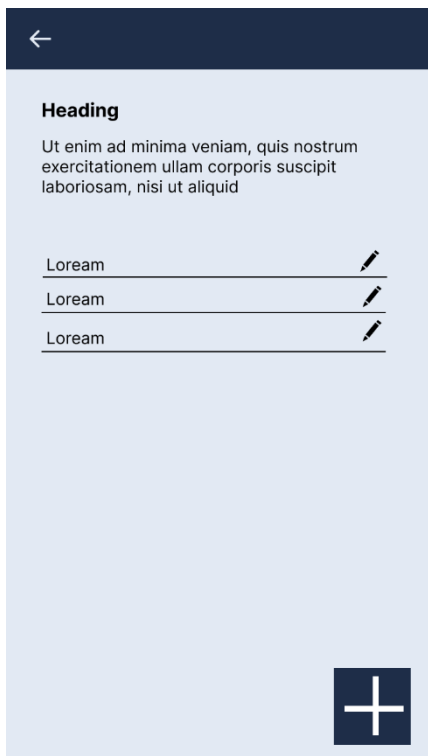 Heading
Ut enim ad minima veniam, quis nostrum
exercitationem ullam corporis suscipit
laboriosam, nisi ut aliquid
Loream
Loream
Loream